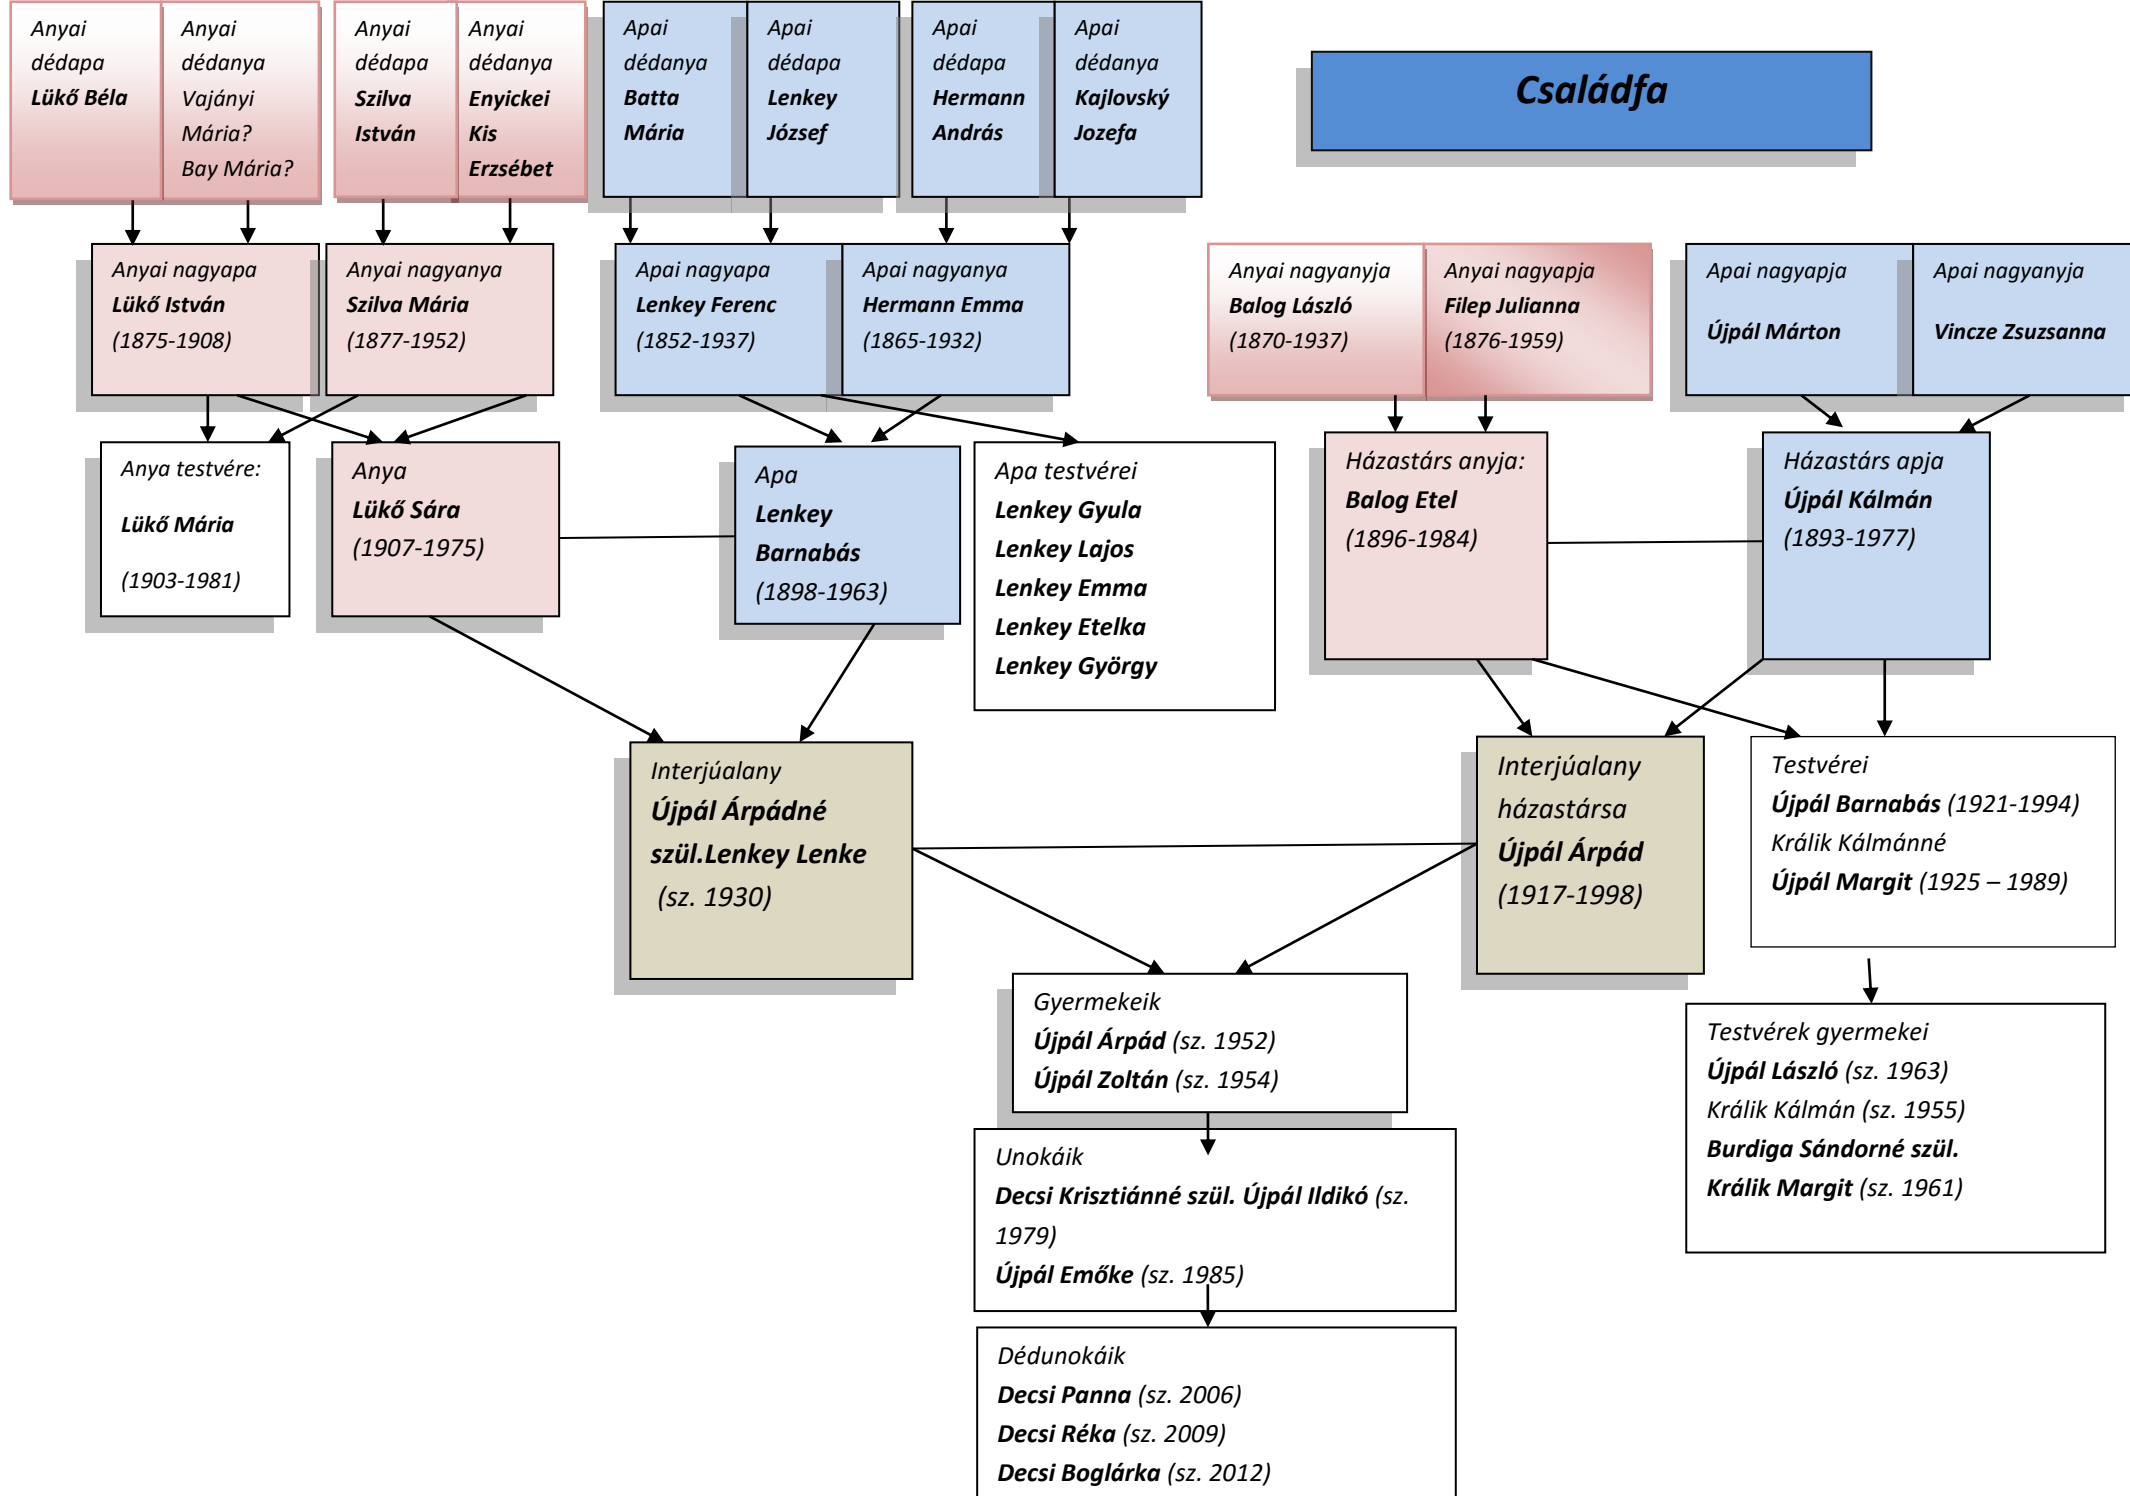 Anyai
dédapa
Lükő Béla
Anyai
dédanya
Vajányi
Mária?
Bay Mária?
Anyai
dédapa
Szilva
István
Anyai
dédanya
Enyickei
Kis
Erzsébet
Apai
dédanya
Batta
Mária
Apai
dédapa
Lenkey
József
Apai
dédapa
Hermann
András
Apai
dédanya
Kajlovský
Jozefa
Családfa
Anyai nagyapa
Lükő István
(1875-1908)
Anyai nagyanya
Szilva Mária
(1877-1952)
Apai nagyapa
Lenkey Ferenc
(1852-1937)
Apai nagyanya
Hermann Emma
(1865-1932)
Anyai nagyanyja
Balog László
(1870-1937)
Anyai nagyapja
Filep Julianna
(1876-1959)
Apai nagyapja
Újpál Márton
Apai nagyanyja
Vincze Zsuzsanna
Anya testvére:
Lükő Mária
(1903-1981)
Anya
Lükő Sára
(1907-1975)
Apa
Lenkey
Barnabás
(1898-1963)
Apa testvérei
Lenkey Gyula
Lenkey Lajos
Lenkey Emma
Lenkey Etelka
Lenkey György
Házastárs anyja:
Balog Etel
(1896-1984)
Házastárs apja
Újpál Kálmán
(1893-1977)
Interjúalany
Újpál Árpádné
szül.Lenkey Lenke
(sz. 1930)
Interjúalany
házastársa
Újpál Árpád
(1917-1998)
Testvérei
Újpál Barnabás (1921-1994)
Králik Kálmánné
Újpál Margit (1925 – 1989)
Gyermekeik
Újpál Árpád (sz. 1952)
Újpál Zoltán (sz. 1954)
Testvérek gyermekei
Újpál László (sz. 1963)
Králik Kálmán (sz. 1955)
Burdiga Sándorné szül.
Králik Margit (sz. 1961)
Unokáik
Decsi Krisztiánné szül. Újpál Ildikó (sz.
1979)
Újpál Emőke (sz. 1985)
Dédunokáik
Decsi Panna (sz. 2006)
Decsi Réka (sz. 2009)
Decsi Boglárka (sz. 2012)